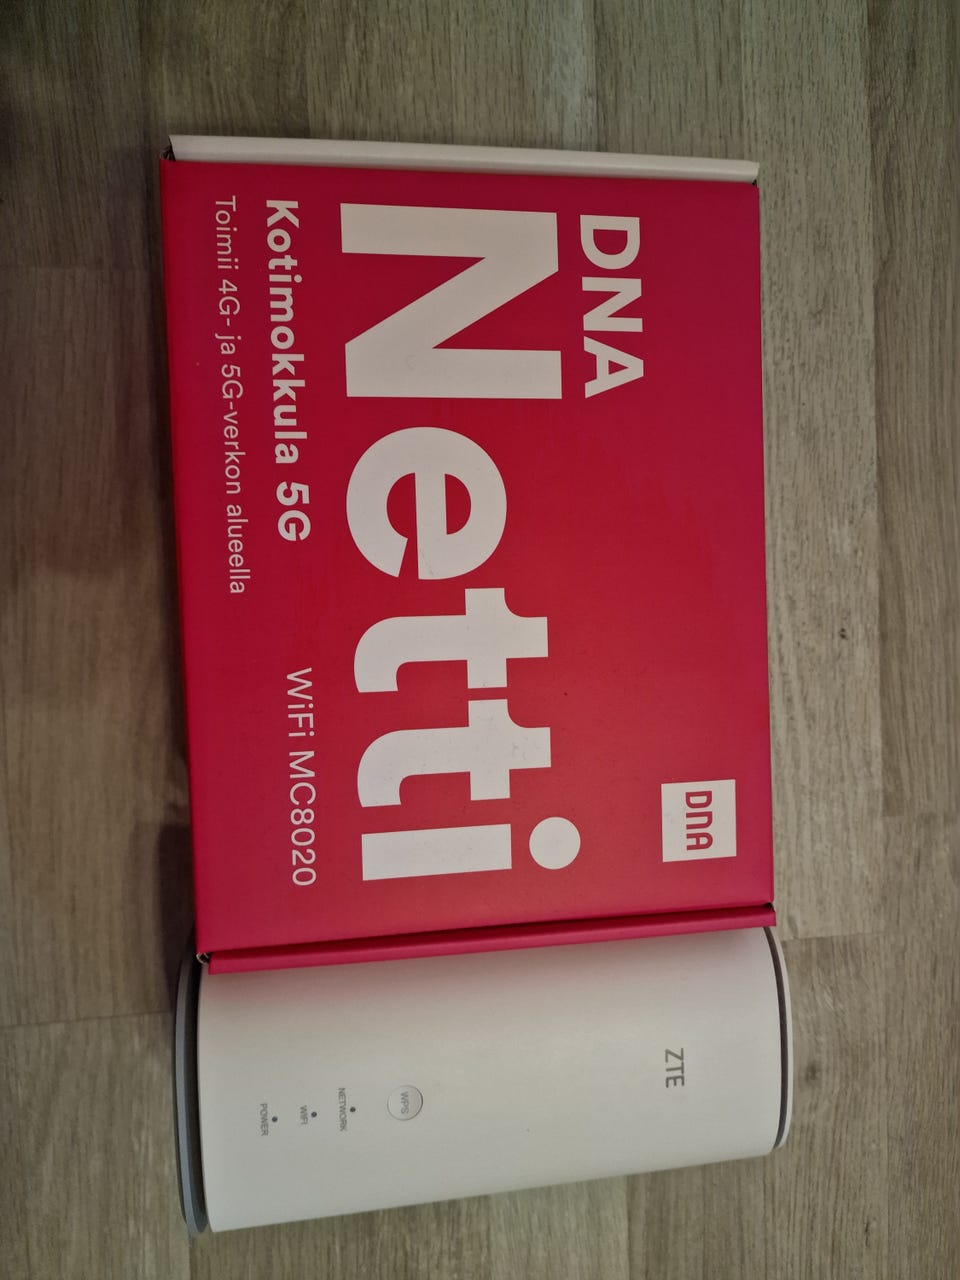 DNA
Netti
Kotimokkula 5G
WiFi MC8020
Toimii 4G- ja 5G-verkon alueella
DNA
ZTE
WPS
NETWORK
WIFI
POWER